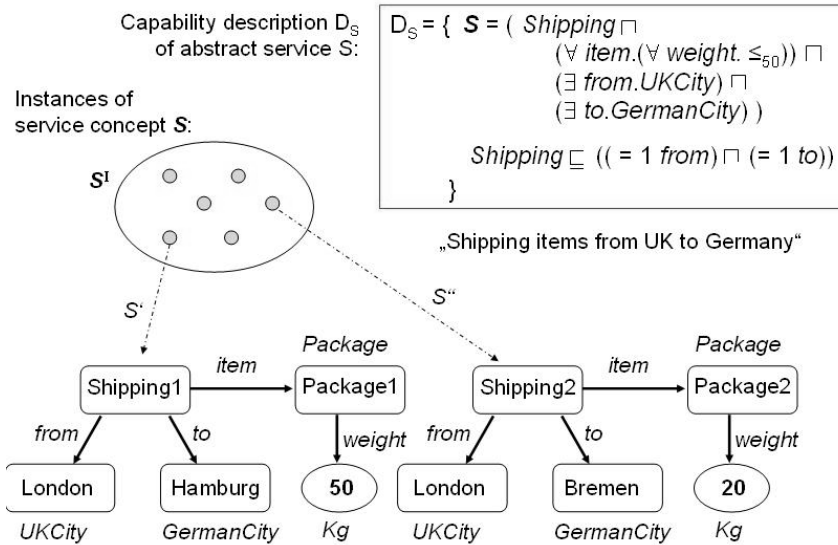 Capability description D_S
of abstract service S:
D_S = { S = ( Shipping ⊓
(∀ item.(∀ weight. ≤_50)) ⊓
(∃ from.UKCity) ⊓
(∃ to.GermanCity) )
Shipping ⊑ (( = 1 from) ⊓ (= 1 to))
}
Instances of
service concept S:
S^I
„Shipping items from UK to Germany“
S‘
S“
Package
Package
Shipping1
item
Package1
Shipping2
item
Package2
from
to
weight
from
to
weight
London
Hamburg
50
London
Bremen
20
UKCity
GermanCity
Kg
UKCity
GermanCity
Kg